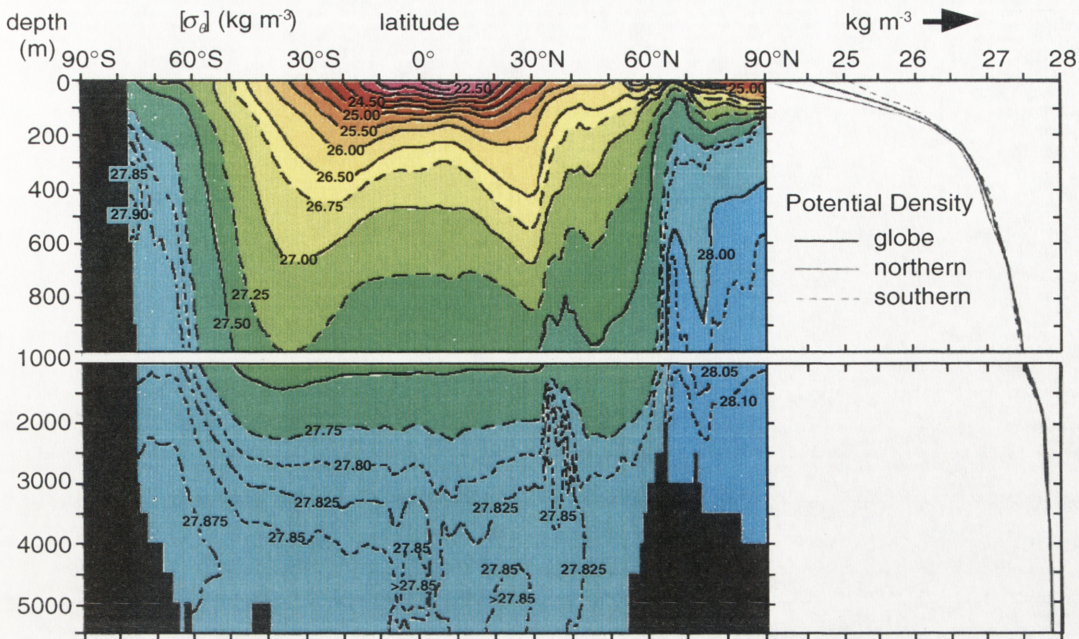 depth
(m)
[σθ] (kg m-3)
latitude
kg m-3
90°S
60°S
30°S
0°
30N
60°N
90°N
25
26
27
28
0
200
400
600
800
1000
2000
3000
4000
5000
22.50
24.50
25.00
25.50
26.00
26.50
26.75
27.00
27.25
27.50
27.85
27.90
25.00
28.00
Potential Density
globe
northern
southern
28.05
28.10
27.75
27.80
27.825
27.825
27.875
27.85
27.85
27.85
>27.85
27.85
>27.85
27.825